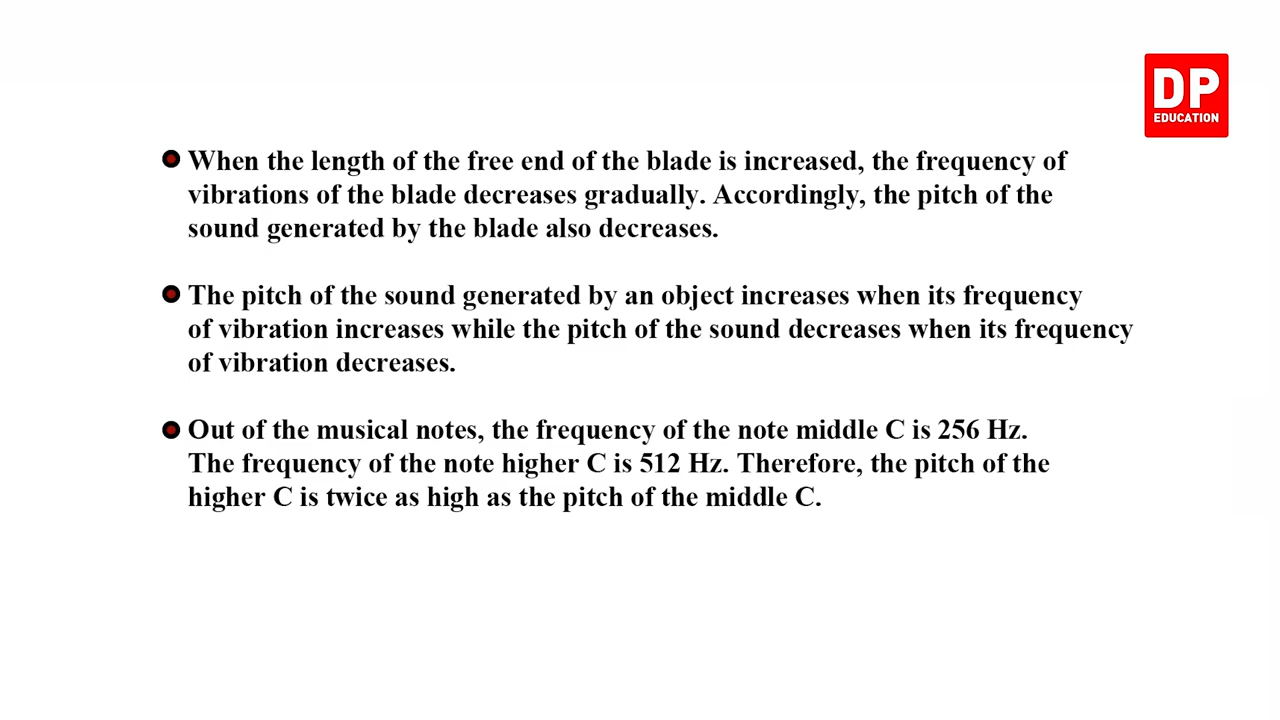 DP
EDUCATION
When the length of the free end of the blade is increased, the frequency of
vibrations of the blade decreases gradually. Accordingly, the pitch of the
sound generated by the blade also decreases.
The pitch of the sound generated by an object increases when its frequency
of vibration increases while the pitch of the sound decreases when its frequency
of vibration decreases.
Out of the musical notes, the frequency of the note middle C is 256 Hz.
The frequency of the note higher C is 512 Hz. Therefore, the pitch of the
higher C is twice as high as the pitch of the middle C.